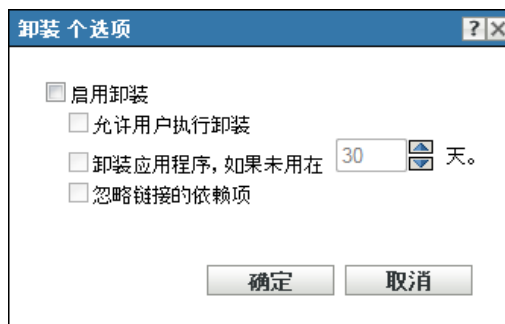 卸装 个选项
启用卸装
允许用户执行卸装
卸装应用程序，如果未用在 30 天。
忽略链接的依赖项
确定 取消